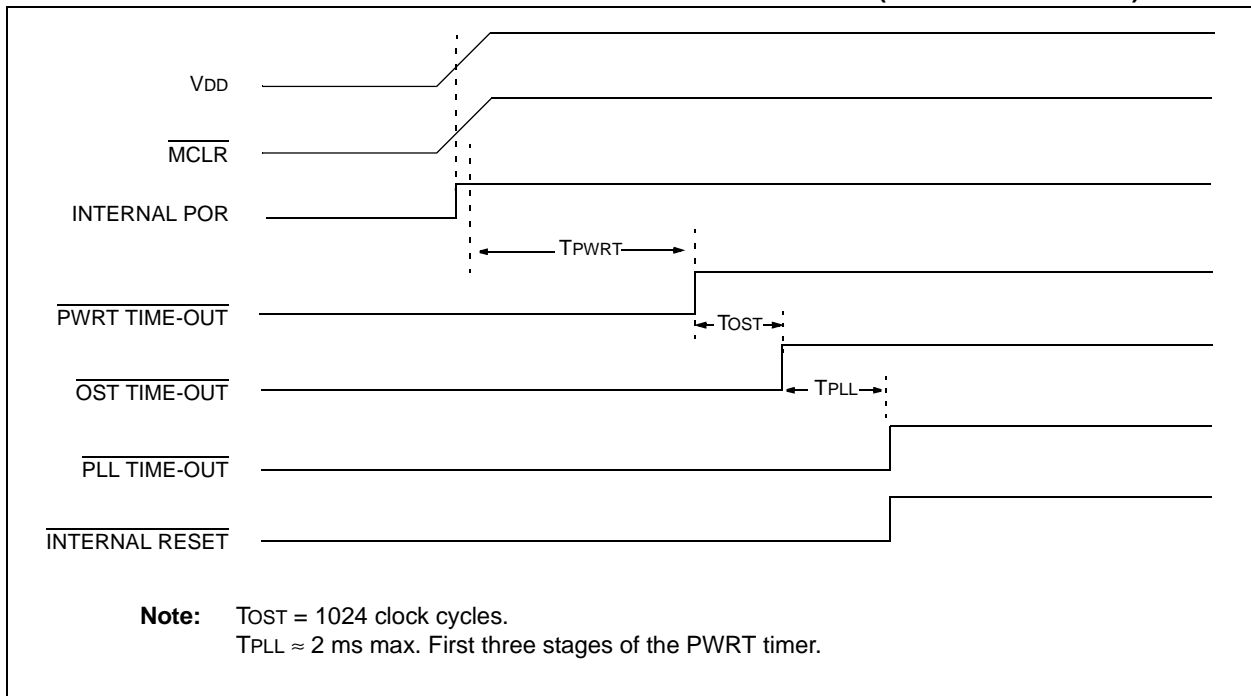 VDD
MCLR
INTERNAL POR
TPWRT
PWRT TIME-OUT
TOST
OST TIME-OUT
TPLL
PLL TIME-OUT
INTERNAL RESET
Note: TOST = 1024 clock cycles.
TPLL ≈ 2 ms max. First three stages of the PWRT timer.